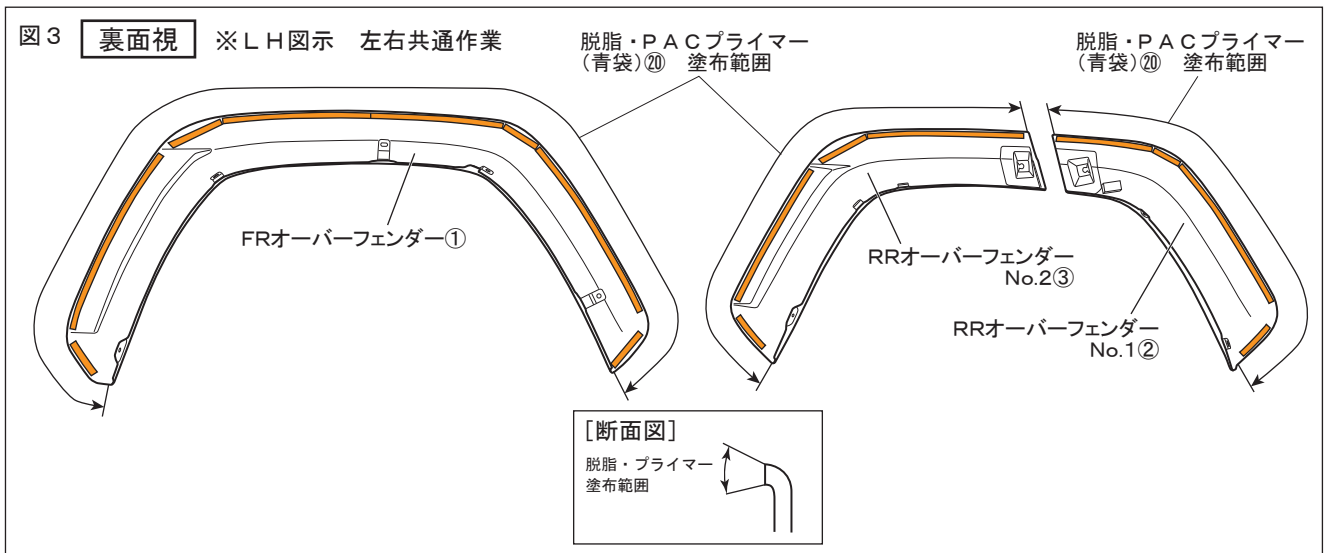 図3 裏面視 ※LH図示 左右共通作業
脱脂・PACプライマー
(青袋)⑳ 塗布範囲
脱脂・PACプライマー
(青袋)⑳ 塗布範囲
FRオーバーフェンダー①
RRオーバーフェンダー
No.2③
RRオーバーフェンダー
No.1②
[断面図]
脱脂・プライマー
塗布範囲